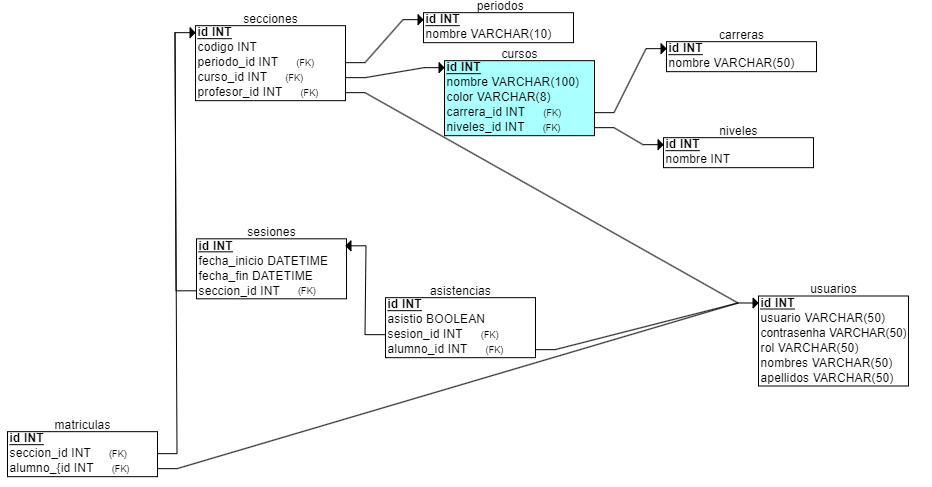 secciones
id INT
codigo INT
periodo_id INT (FK)
curso_id INT (FK)
profesor_id INT (FK)
periodos
id INT
nombre VARCHAR(10)
cursos
id INT
nombre VARCHAR(100)
color VARCHAR(8)
carrera_id INT (FK)
niveles_id INT (FK)
carreras
id INT
nombre VARCHAR(50)
niveles
id INT
nombre INT
sesiones
id INT
fecha_inicio DATETIME
fecha_fin DATETIME
seccion_id INT (FK)
asistencias
id INT
asistio BOOLEAN
sesion_id INT (FK)
alumno_id INT (FK)
usuarios
id INT
usuario VARCHAR(50)
contrasenha VARCHAR(50)
rol VARCHAR(50)
nombres VARCHAR(50)
apellidos VARCHAR(50)
matriculas
id INT
seccion_id INT (FK)
alumno_{id INT (FK)